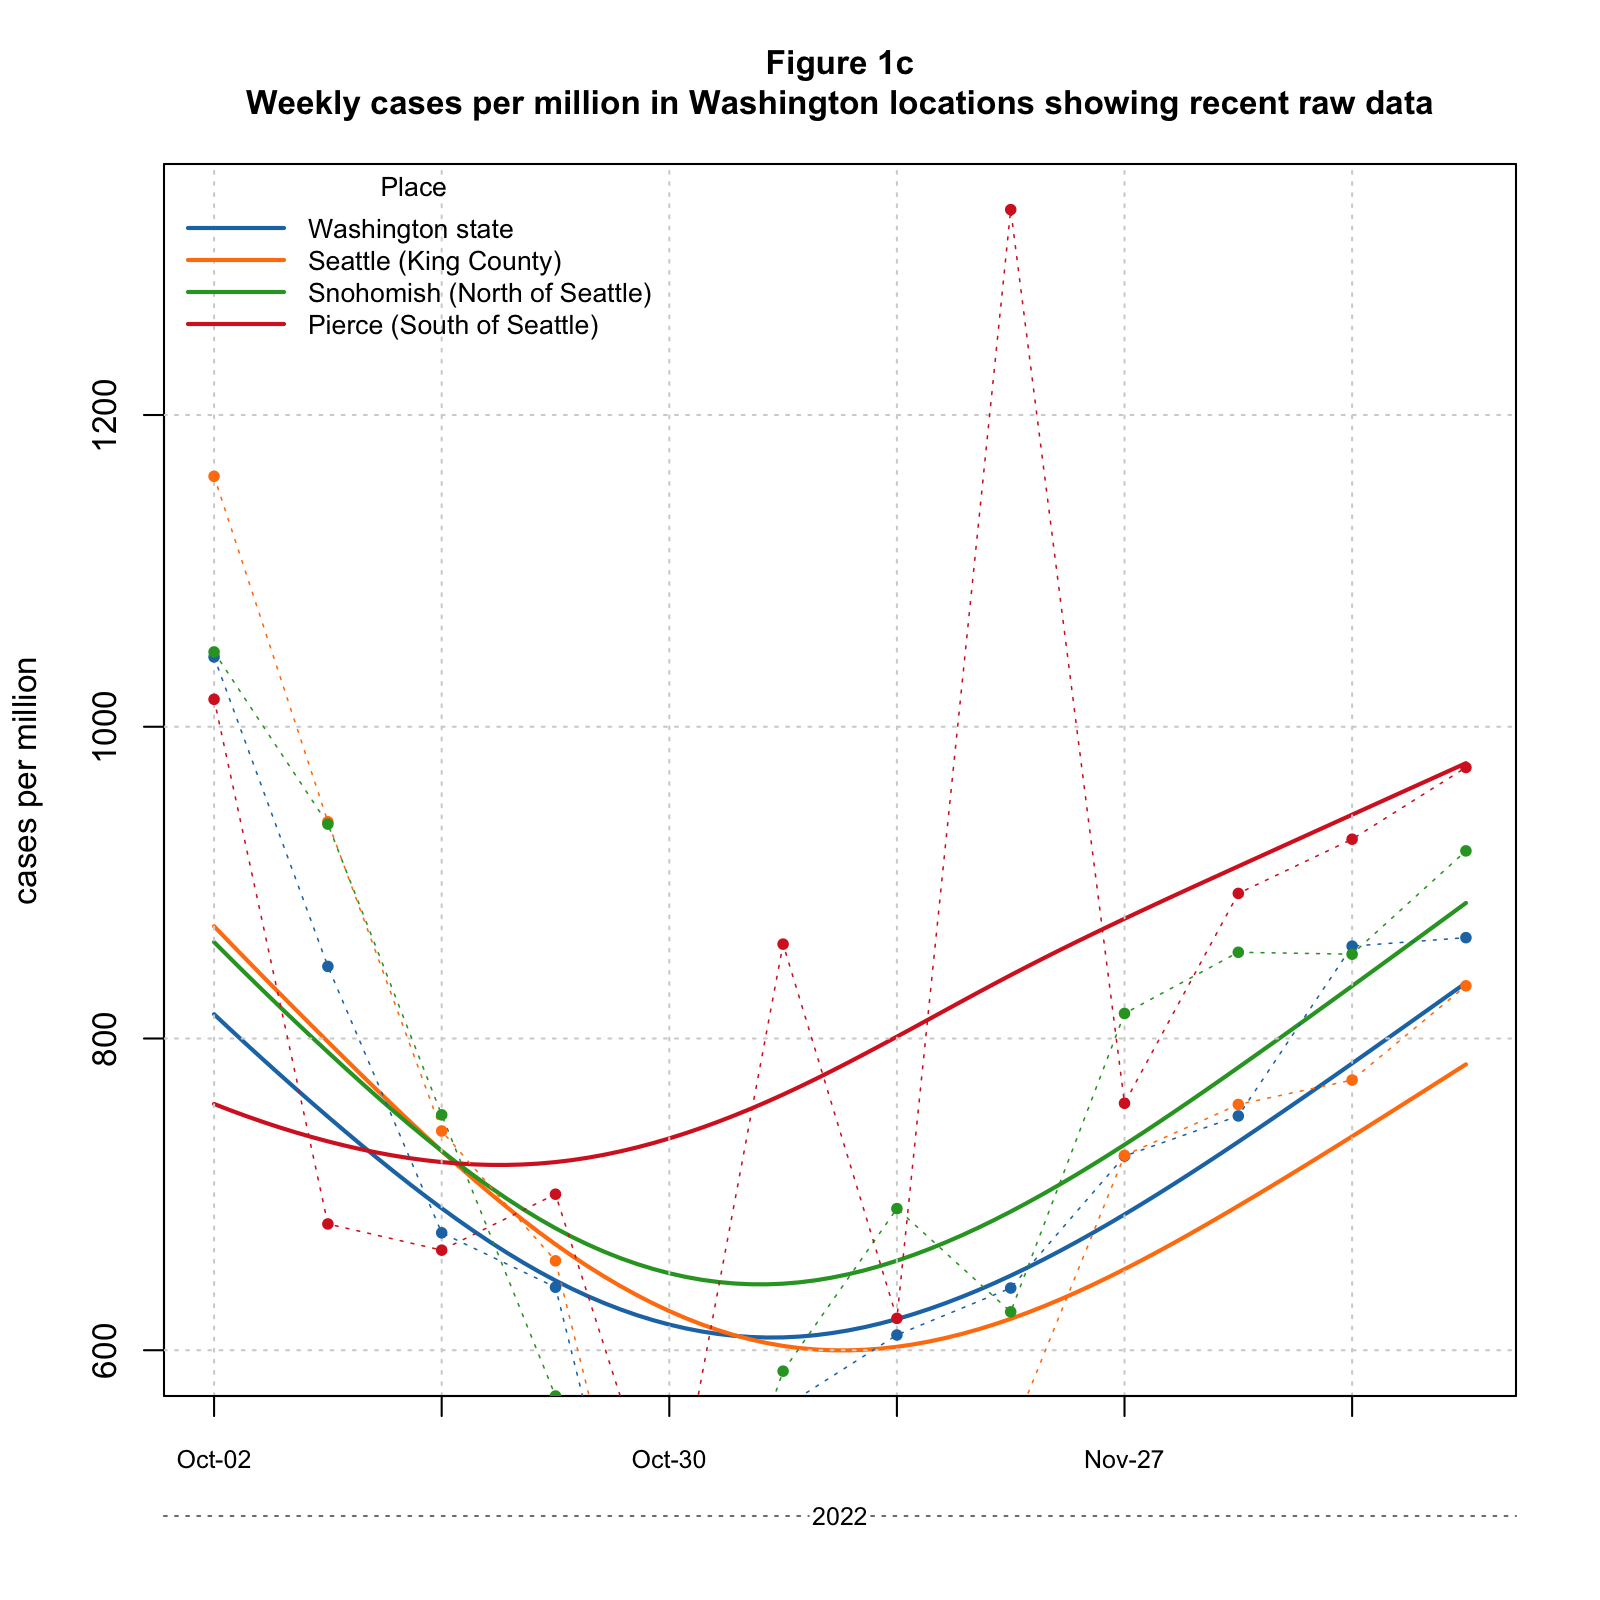 Figure 1c
Weekly cases per million in Washington locations showing recent raw data
Place
Washington state
Seattle (King County)
Snohomish (North of Seattle)
Pierce (South of Seattle)
cases per million
1200
1000
800
600
Oct-02
Oct-30
Nov-27
2022